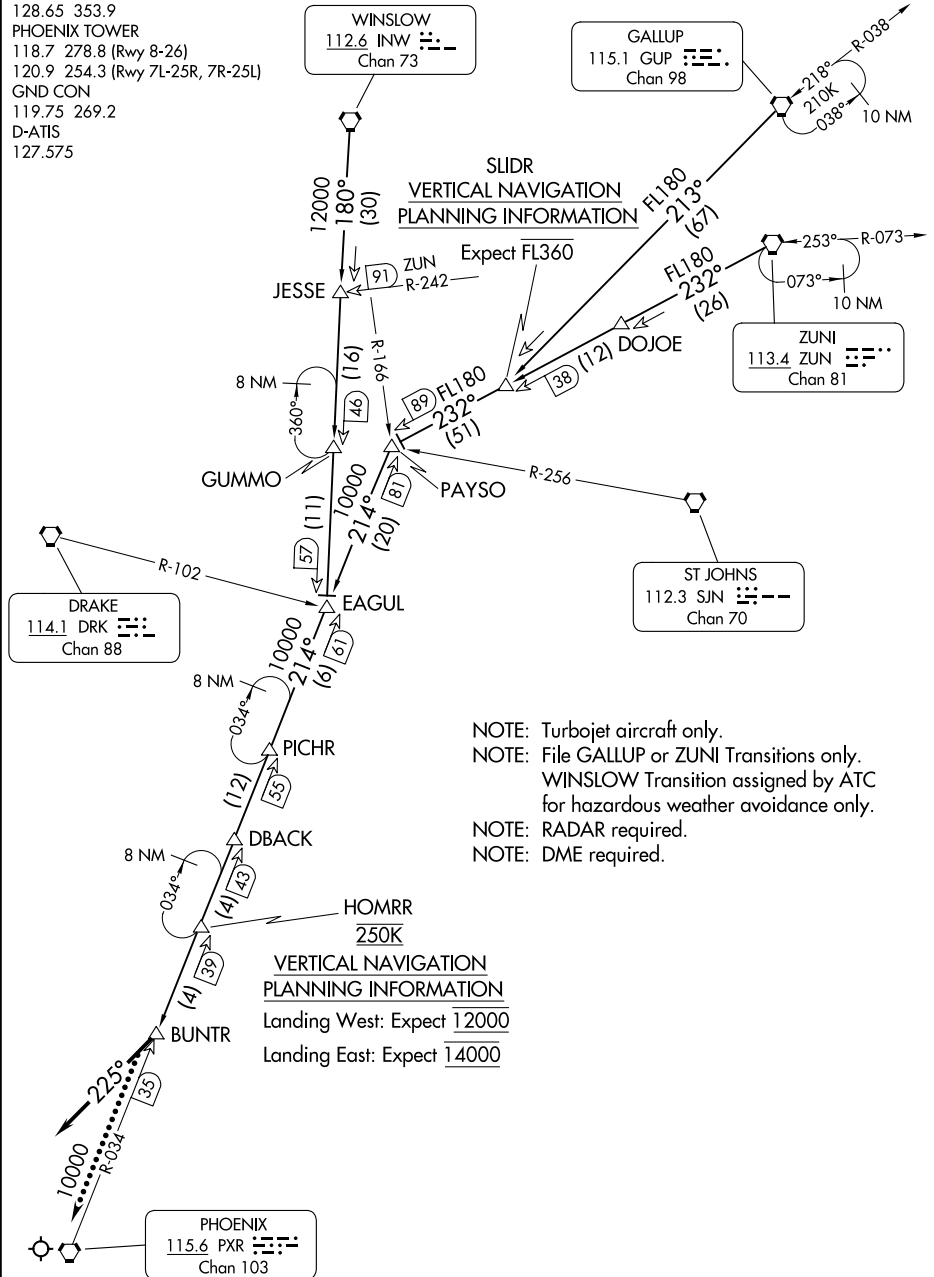 128.65 353.9
PHOENIX TOWER
118.7 278.8 (Rwy 8-26)
120.9 254.3 (Rwy 7L-25R, 7R-25L)
GND CON
119.75 269.2
D-ATIS
127.575
WINSLOW
112.6 INW
Chan 73
GALLUP
115.1 GUP
Chan 98
R-038
218°
210K
038°
10 NM
12000
180°
(30)
SLIDR
VERTICAL NAVIGATION
PLANNING INFORMATION
Expect FL360
FL180
213°
(67)
253°
R-073
073°
10 NM
FL180
232°
(26)
ZUNI
113.4 ZUN
Chan 81
JESSE
91
ZUN
R-242
R-166
DOJOE
(12)
38
(16)
8 NM
360°
46
89
FL180
232°
(51)
GUMMO
PAYSO
R-256
81
10000
214°
(20)
(11)
57
ST JOHNS
112.3 SJN
Chan 70
R-102
DRAKE
114.1 DRK
Chan 88
EAGUL
61
10000
214°
(6)
8 NM
034°
PICHR
55
(12)
NOTE: Turbojet aircraft only.
NOTE: File GALLUP or ZUNI Transitions only.
WINSLOW Transition assigned by ATC
for hazardous weather avoidance only.
NOTE: RADAR required.
NOTE: DME required.
DBACK
8 NM
034°
43
(4)
HOMRR
250K
VERTICAL NAVIGATION
PLANNING INFORMATION
Landing West: Expect 12000
Landing East: Expect 14000
39
(4)
BUNTR
225°
35
10000
R-034
PHOENIX
115.6 PXR
Chan 103